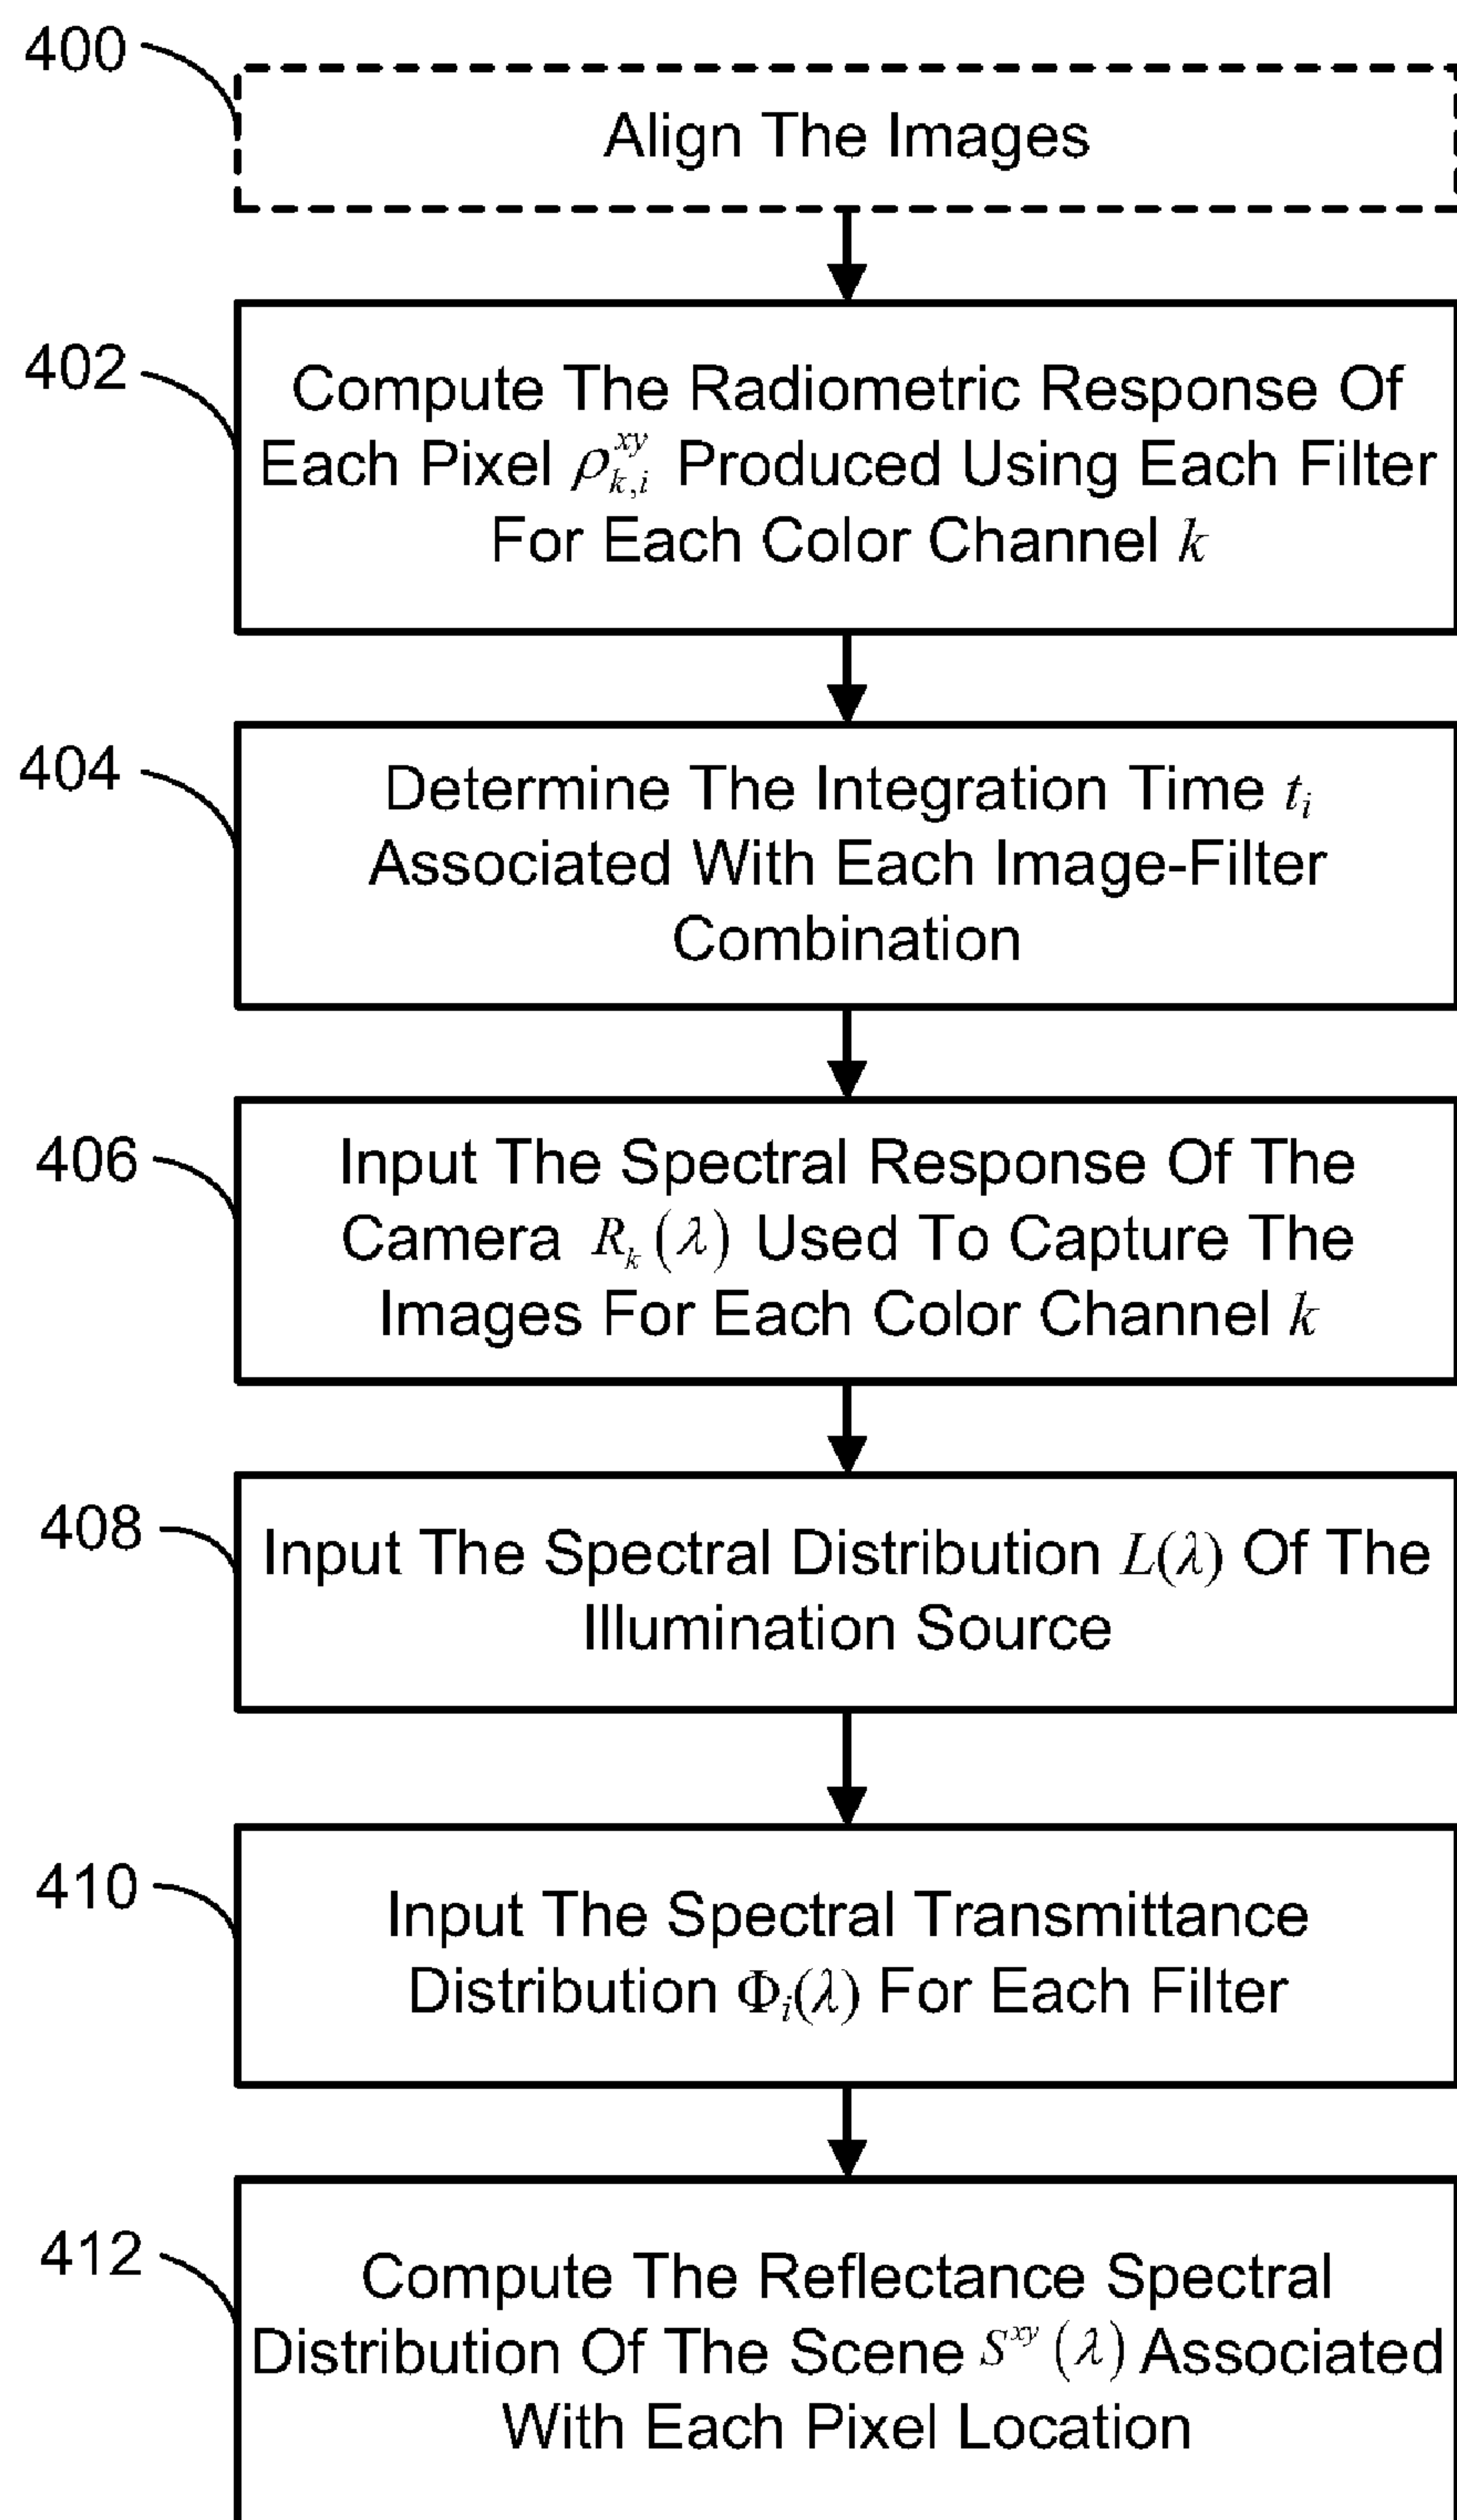 400
Align The Images
402
Compute The Radiometric Response Of
Each Pixel ρ^{xy}_{k,i} Produced Using Each Filter
For Each Color Channel k
404
Determine The Integration Time t_i
Associated With Each Image-Filter
Combination
406
Input The Spectral Response Of The
Camera R_k(λ) Used To Capture The
Images For Each Color Channel k
408
Input The Spectral Distribution L(λ) Of The
Illumination Source
410
Input The Spectral Transmittance
Distribution Φ_i(λ) For Each Filter
412
Compute The Reflectance Spectral
Distribution Of The Scene S^{xy}(λ) Associated
With Each Pixel Location